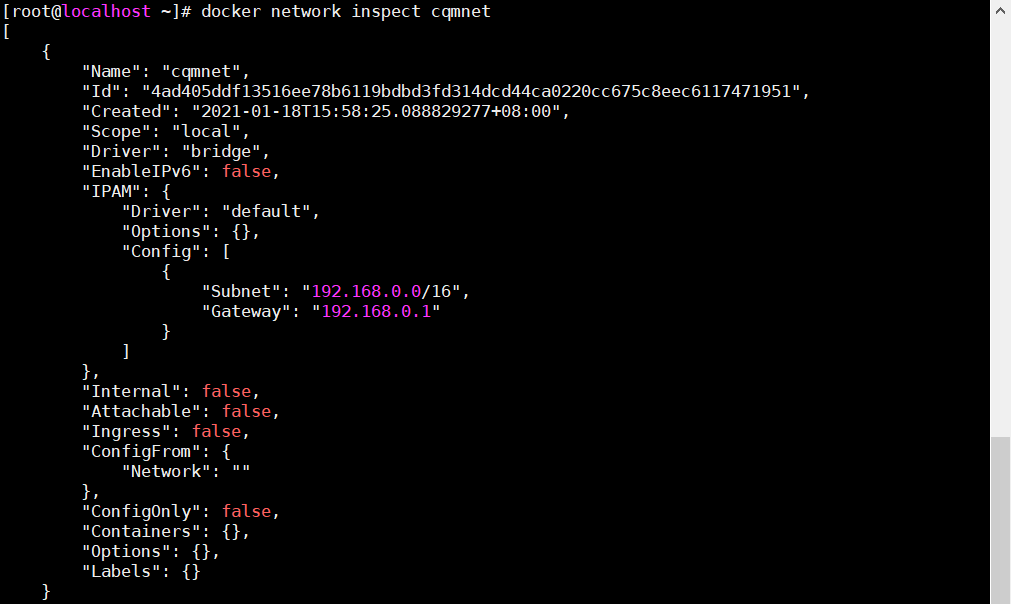 [root@localhost ~]# docker network inspect cqmnet
[
    {
        "Name": "cqmnet",
        "Id": "4ad405ddf13516ee78b6119bdbd3fd314dcd44ca0220cc675c8eec6117471951",
        "Created": "2021-01-18T15:58:25.088829277+08:00",
        "Scope": "local",
        "Driver": "bridge",
        "EnableIPv6": false,
        "IPAM": {
            "Driver": "default",
            "Options": {},
            "Config": [
                {
                    "Subnet": "192.168.0.0/16",
                    "Gateway": "192.168.0.1"
                }
            ]
        },
        "Internal": false,
        "Attachable": false,
        "Ingress": false,
        "ConfigFrom": {
            "Network": ""
        },
        "ConfigOnly": false,
        "Containers": {},
        "Options": {},
        "Labels": {}
    }